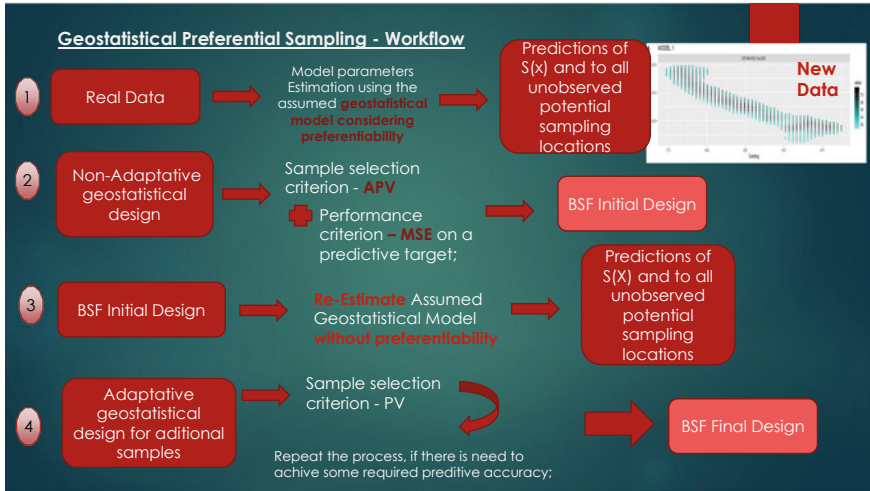 Geostatistical Preferential Sampling - Workflow
1
Real Data
Model parameters
Estimation using the
assumed geostatistical
model considering
preferentiability
Predictions of
S(x) and to all
unobserved
potential
sampling
locations
MODEL 1
New
Data
2
Non-Adaptative
geostatistical
design
Sample selection
criterion - APV
Performance
criterion – MSE on a
predictive target;
BSF Initial Design
3
BSF Initial Design
Re-Estimate Assumed
Geostatistical Model
without preferentiability
Predictions of
S(X) and to all
unobserved
potential
sampling
locations
4
Adaptative
geostatistical
design for aditional
samples
Sample selection
criterion - PV
Repeat the process, if there is need to
achive some required preditive accuracy;
BSF Final Design